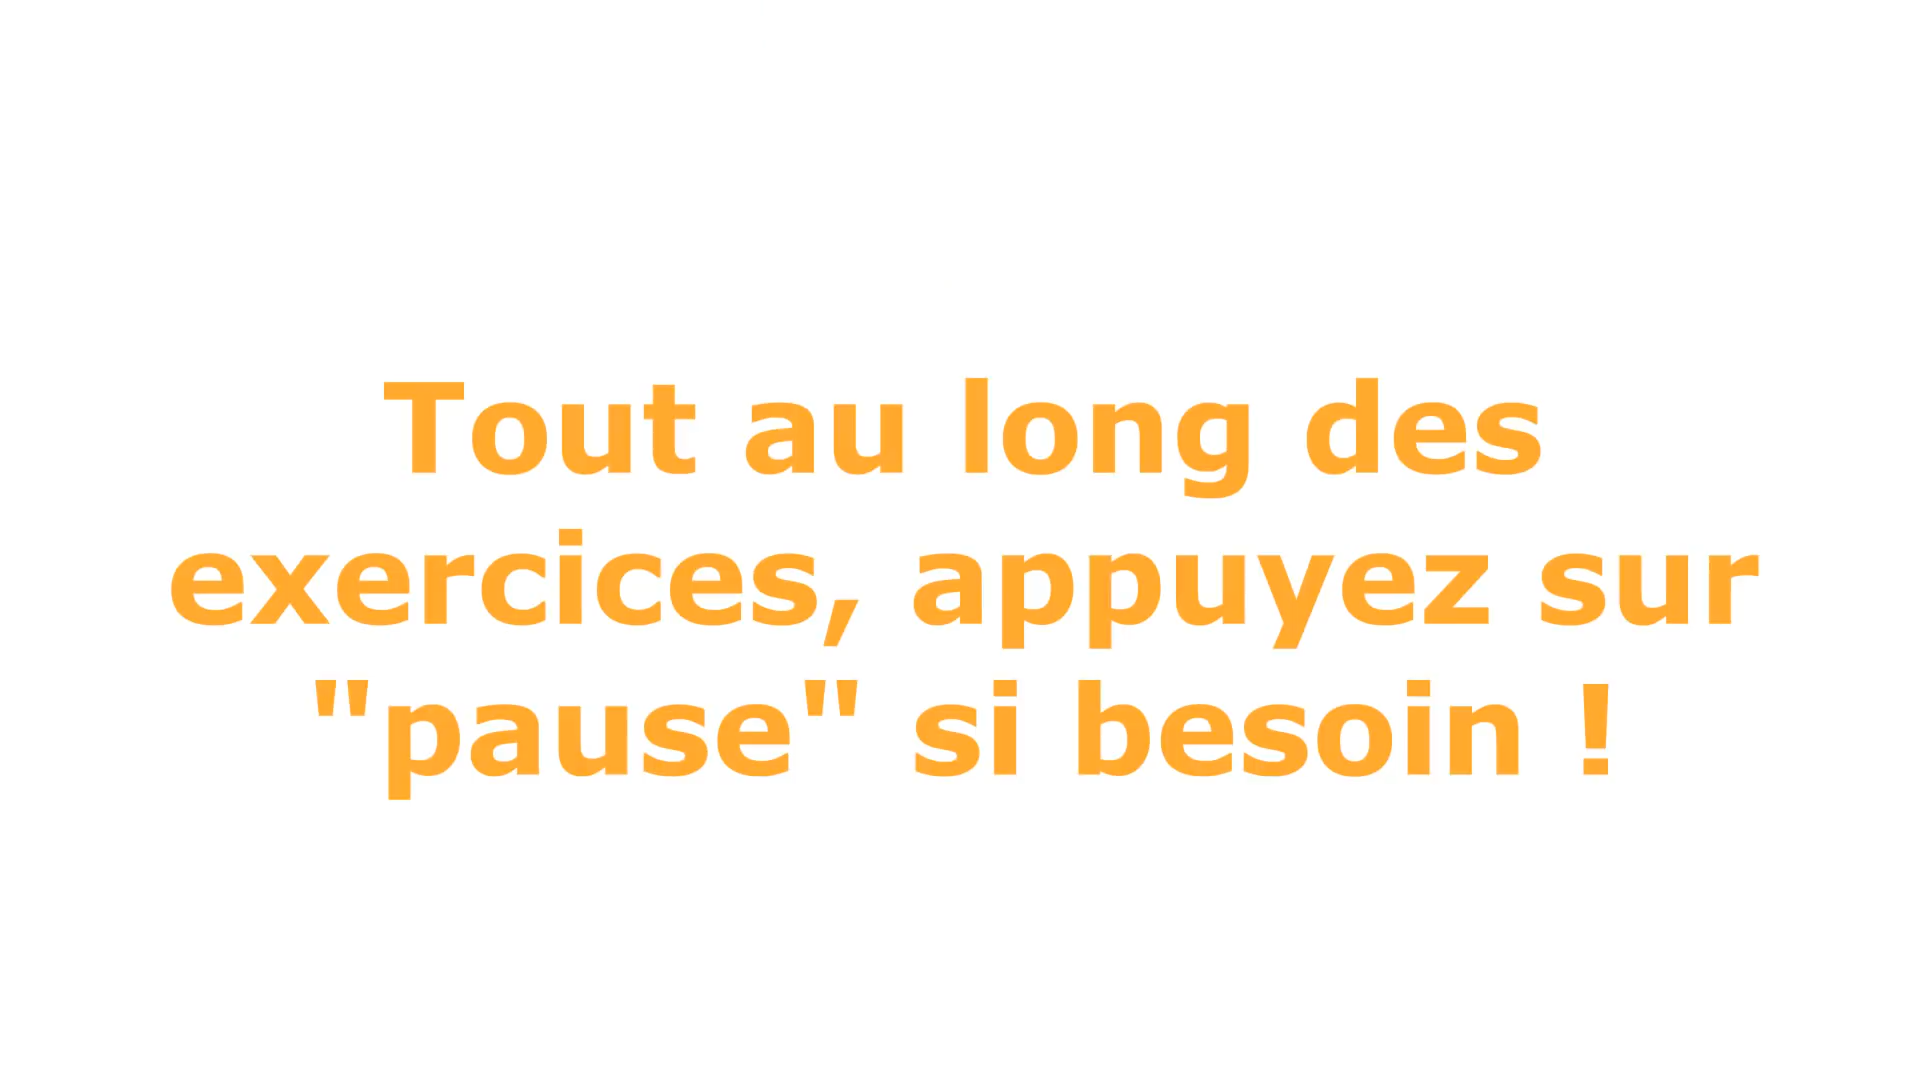 Tout au long des
exercices, appuyez sur
"pause" si besoin !